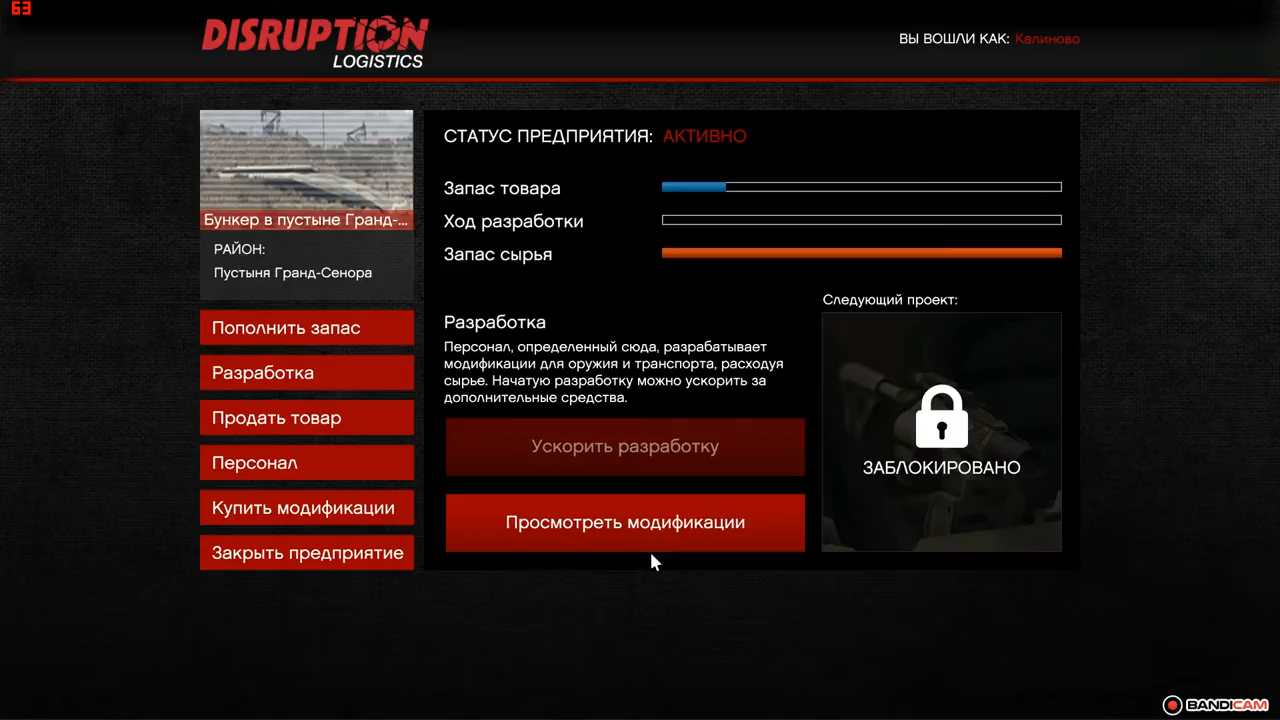 63
DISRUPTION
LOGISTICS
ВЫ ВОШЛИ КАК: Калиново
Бункер в пустыне Гранд-...
РАЙОН:
Пустыня Гранд-Сенора
Пополнить запас
Разработка
Продать товар
Персонал
Купить модификации
Закрыть предприятие
СТАТУС ПРЕДПРИЯТИЯ: АКТИВНО
Запас товара
Ход разработки
Запас сырья
Разработка
Персонал, определенный сюда, разрабатывает
модификации для оружия и транспорта, расходуя
сырье. Начатую разработку можно ускорить за
дополнительные средства.
Ускорить разработку
Просмотреть модификации
Следующий проект:
ЗАБЛОКИРОВАНО
BANDICAM